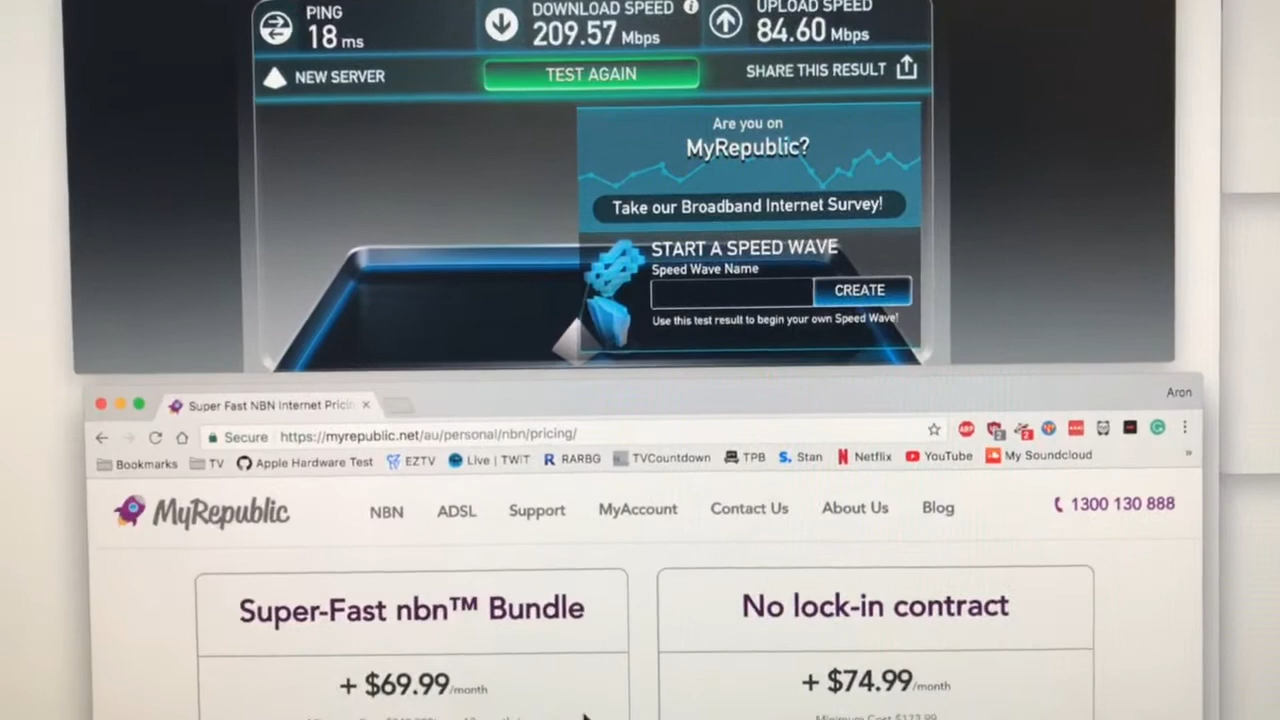 PING
18 ms
DOWNLOAD SPEED
209.57 Mbps
UPLOAD SPEED
84.60 Mbps
NEW SERVER
TEST AGAIN
SHARE THIS RESULT
Are you on
MyRepublic?
Take our Broadband Internet Survey!
START A SPEED WAVE
Speed Wave Name
CREATE
Use this test result to begin your own Speed Wave!
Super Fast NBN Internet Pricin
Aron
Secure https://myrepublic.net/au/personal/nbn/pricing/
Bookmarks TV Apple Hardware Test EZTV Live | TWiT RARBG TVCountdown TPB Stan Netflix YouTube My Soundcloud
MyRepublic NBN ADSL Support MyAccount Contact Us About Us Blog 1300 130 888
Super-Fast nbn™ Bundle
+ $69.99/month
No lock-in contract
+ $74.99/month